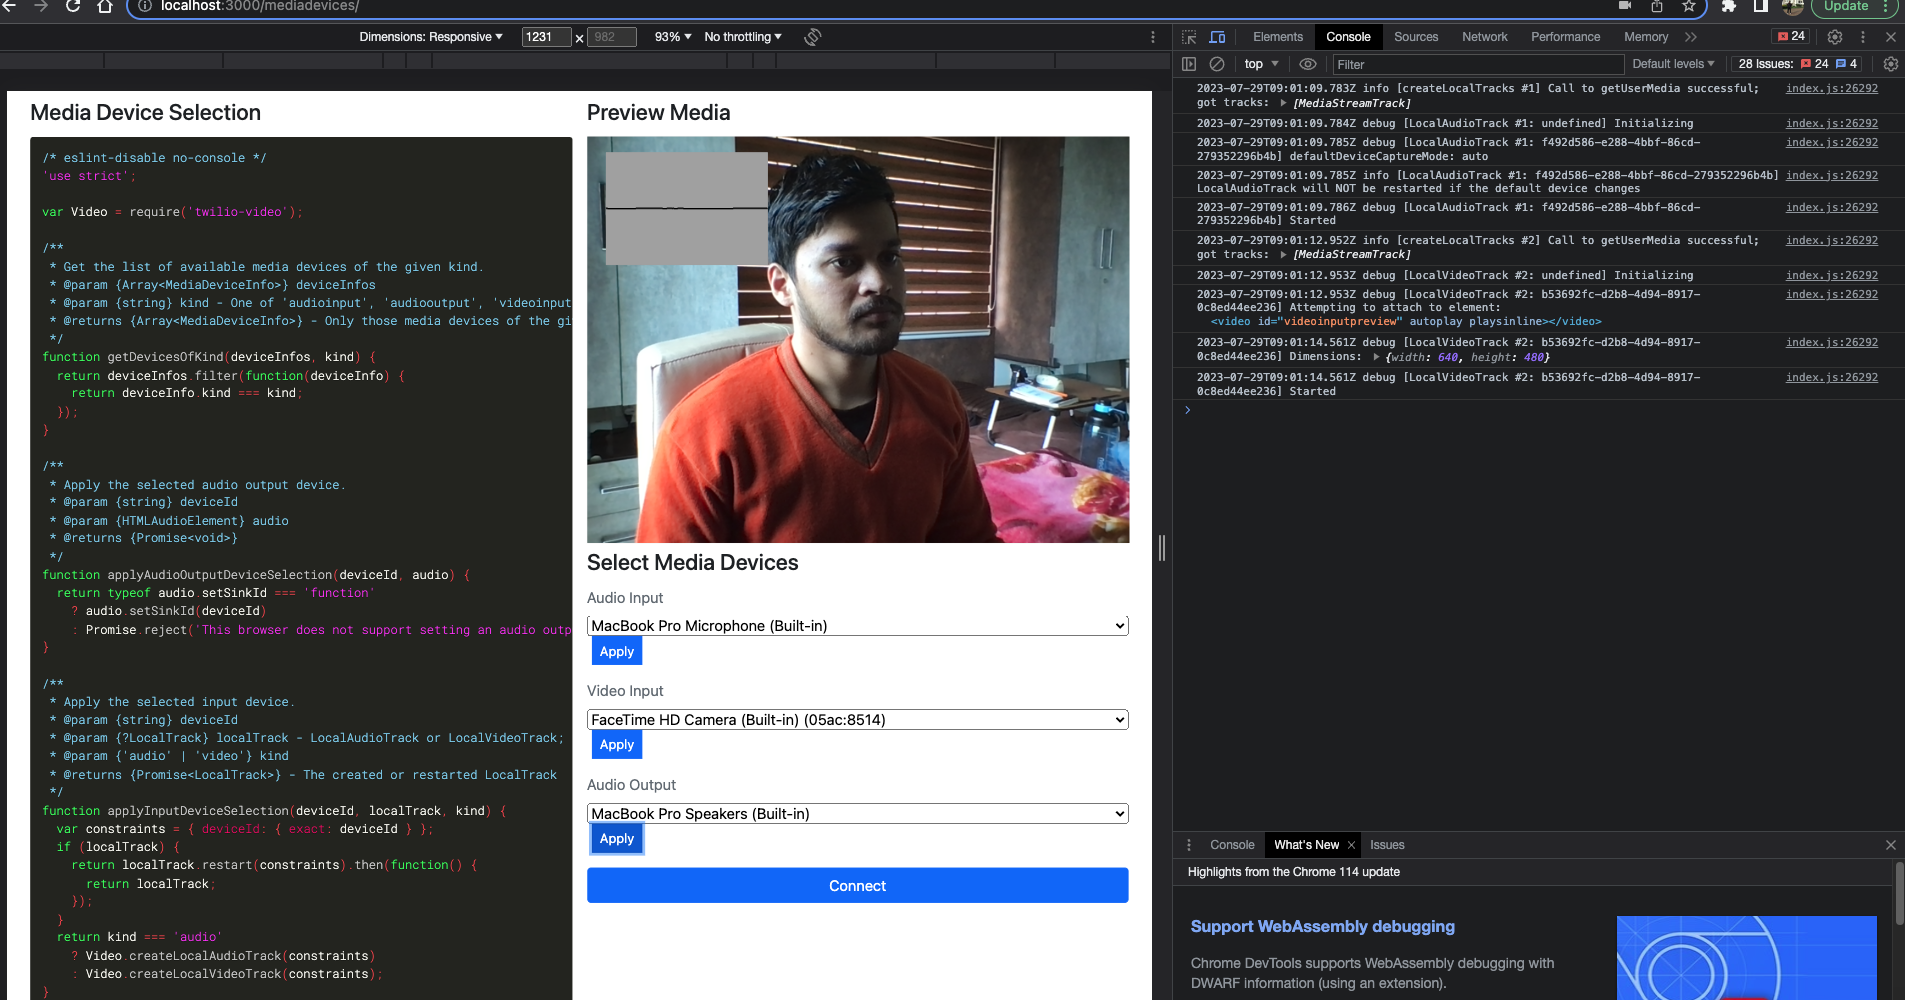 localhost:3000/mediadevices/
Update
Dimensions: Responsive
1231
×
982
93%
No throttling
Elements
Console
Sources
Network
Performance
Memory
24
top
Filter
Default levels
28 Issues:
24
4
Media Device Selection
/* eslint-disable no-console */
'use strict';
var Video = require('twilio-video');
/**
* Get the list of available media devices of the given kind.
* @param {Array<MediaDeviceInfo>} deviceInfos
* @param {string} kind - One of 'audioinput', 'audiooutput', 'videoinput
* @returns {Array<MediaDeviceInfo>} - Only those media devices of the gi
*/
function getDevicesOfKind(deviceInfos, kind) {
return deviceInfos.filter(function(deviceInfo) {
return deviceInfo.kind === kind;
});
}
/**
* Apply the selected audio output device.
* @param {string} deviceId
* @param {HTMLAudioElement} audio
* @returns {Promise<void>}
*/
function applyAudioOutputDeviceSelection(deviceId, audio) {
return typeof audio.setSinkId === 'function'
? audio.setSinkId(deviceId)
: Promise.reject('This browser does not support setting an audio outp
}
/**
* Apply the selected input device.
* @param {string} deviceId
* @param {?LocalTrack} localTrack - LocalAudioTrack or LocalVideoTrack;
* @param {'audio' | 'video'} kind
* @returns {Promise<LocalTrack>} - The created or restarted LocalTrack
*/
function applyInputDeviceSelection(deviceId, localTrack, kind) {
var constraints = { deviceId: { exact: deviceId } };
if (localTrack) {
return localTrack.restart(constraints).then(function() {
return localTrack;
});
}
return kind === 'audio'
? Video.createLocalAudioTrack(constraints)
: Video.createLocalVideoTrack(constraints);
}
Preview Media
Select Media Devices
Audio Input
MacBook Pro Microphone (Built-in)
Apply
Video Input
FaceTime HD Camera (Built-in) (05ac:8514)
Apply
Audio Output
MacBook Pro Speakers (Built-in)
Apply
Connect
2023-07-29T09:01:09.783Z info [createLocalTracks #1] Call to getUserMedia successful; index.js:26292
got tracks: ▶ [MediaStreamTrack]
2023-07-29T09:01:09.784Z debug [LocalAudioTrack #1: undefined] Initializing index.js:26292
2023-07-29T09:01:09.785Z debug [LocalAudioTrack #1: f492d586-e288-4bbf-86cd- index.js:26292
279352296b4b] defaultDeviceCaptureMode: auto
2023-07-29T09:01:09.785Z info [LocalAudioTrack #1: f492d586-e288-4bbf-86cd-279352296b4b] index.js:26292
LocalAudioTrack will NOT be restarted if the default device changes
2023-07-29T09:01:09.786Z debug [LocalAudioTrack #1: f492d586-e288-4bbf-86cd- index.js:26292
279352296b4b] Started
2023-07-29T09:01:12.952Z info [createLocalTracks #2] Call to getUserMedia successful; index.js:26292
got tracks: ▶ [MediaStreamTrack]
2023-07-29T09:01:12.953Z debug [LocalVideoTrack #2: undefined] Initializing index.js:26292
2023-07-29T09:01:12.953Z debug [LocalVideoTrack #2: b53692fc-d2b8-4d94-8917- index.js:26292
0c8ed44ee236] Attempting to attach to element:
<video id="videoinputpreview" autoplay playsinline></video>
2023-07-29T09:01:14.561Z debug [LocalVideoTrack #2: b53692fc-d2b8-4d94-8917- index.js:26292
0c8ed44ee236] Dimensions: ▶ {width: 640, height: 480}
2023-07-29T09:01:14.561Z debug [LocalVideoTrack #2: b53692fc-d2b8-4d94-8917- index.js:26292
0c8ed44ee236] Started
Console
What's New
Issues
Highlights from the Chrome 114 update
Support WebAssembly debugging
Chrome DevTools supports WebAssembly debugging with
DWARF information (using an extension).